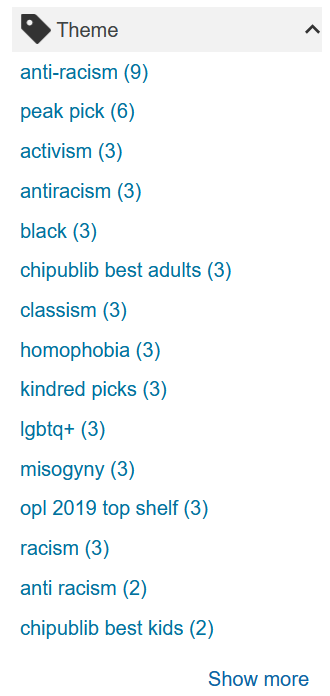 Theme
anti-racism (9)
peak pick (6)
activism (3)
antiracism (3)
black (3)
chipublib best adults (3)
classism (3)
homophobia (3)
kindred picks (3)
lgbtq+ (3)
misogyny (3)
opl 2019 top shelf (3)
racism (3)
anti racism (2)
chipublib best kids (2)
Show more